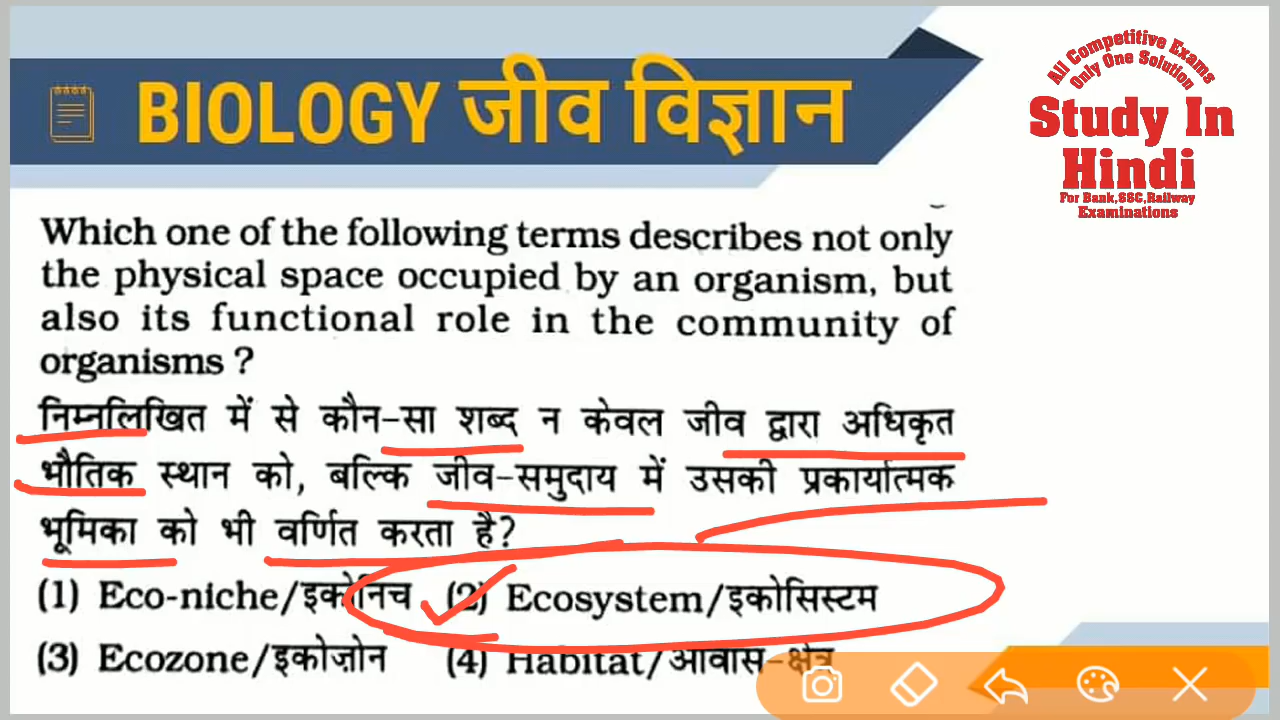 All Competitive Exams
Only One Solution
Study In
Hindi
For Bank,SSC,Railway
Examinations
BIOLOGY जीव विज्ञान
Which one of the following terms describes not only
the physical space occupied by an organism, but
also its functional role in the community of
organisms ?
निम्नलिखित में से कौन-सा शब्द न केवल जीव द्वारा अधिकृत
भौतिक स्थान को, बल्कि जीव-समुदाय में उसकी प्रकार्यात्मक
भूमिका को भी वर्णित करता है?
(1) Eco-niche/इकोनिच (2) Ecosystem/इकोसिस्टम
(3) Ecozone/इकोज़ोन (4) Habitat/आवास-क्षेत्र